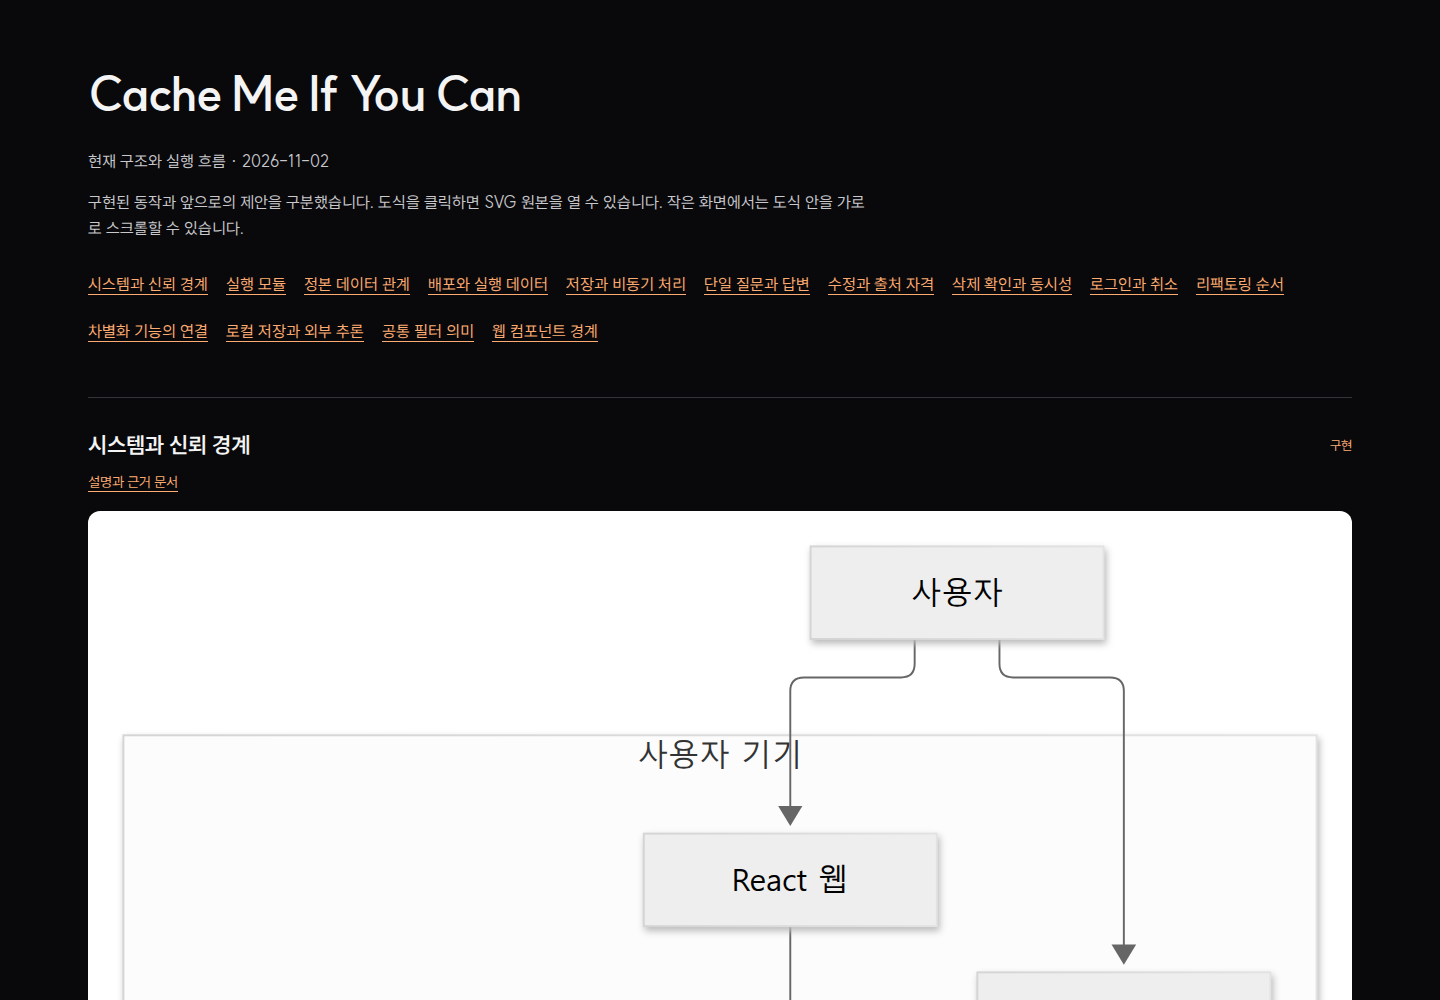 Cache Me If You Can
현재 구조와 실행 흐름 · 2026-11-02
구현된 동작과 앞으로의 제안을 구분했습니다. 도식을 클릭하면 SVG 원본을 열 수 있습니다. 작은 화면에서는 도식 안을 가로
로 스크롤할 수 있습니다.
시스템과 신뢰 경계 실행 모듈 정본 데이터 관계 배포와 실행 데이터 저장과 비동기 처리 단일 질문과 답변 수정과 출처 자격 삭제 확인과 동시성 로그인과 취소 리팩토링 순서
차별화 기능의 연결 로컬 저장과 외부 추론 공통 필터 의미 웹 컴포넌트 경계
시스템과 신뢰 경계 구현
설명과 근거 문서
사용자
사용자 기기
React 웹